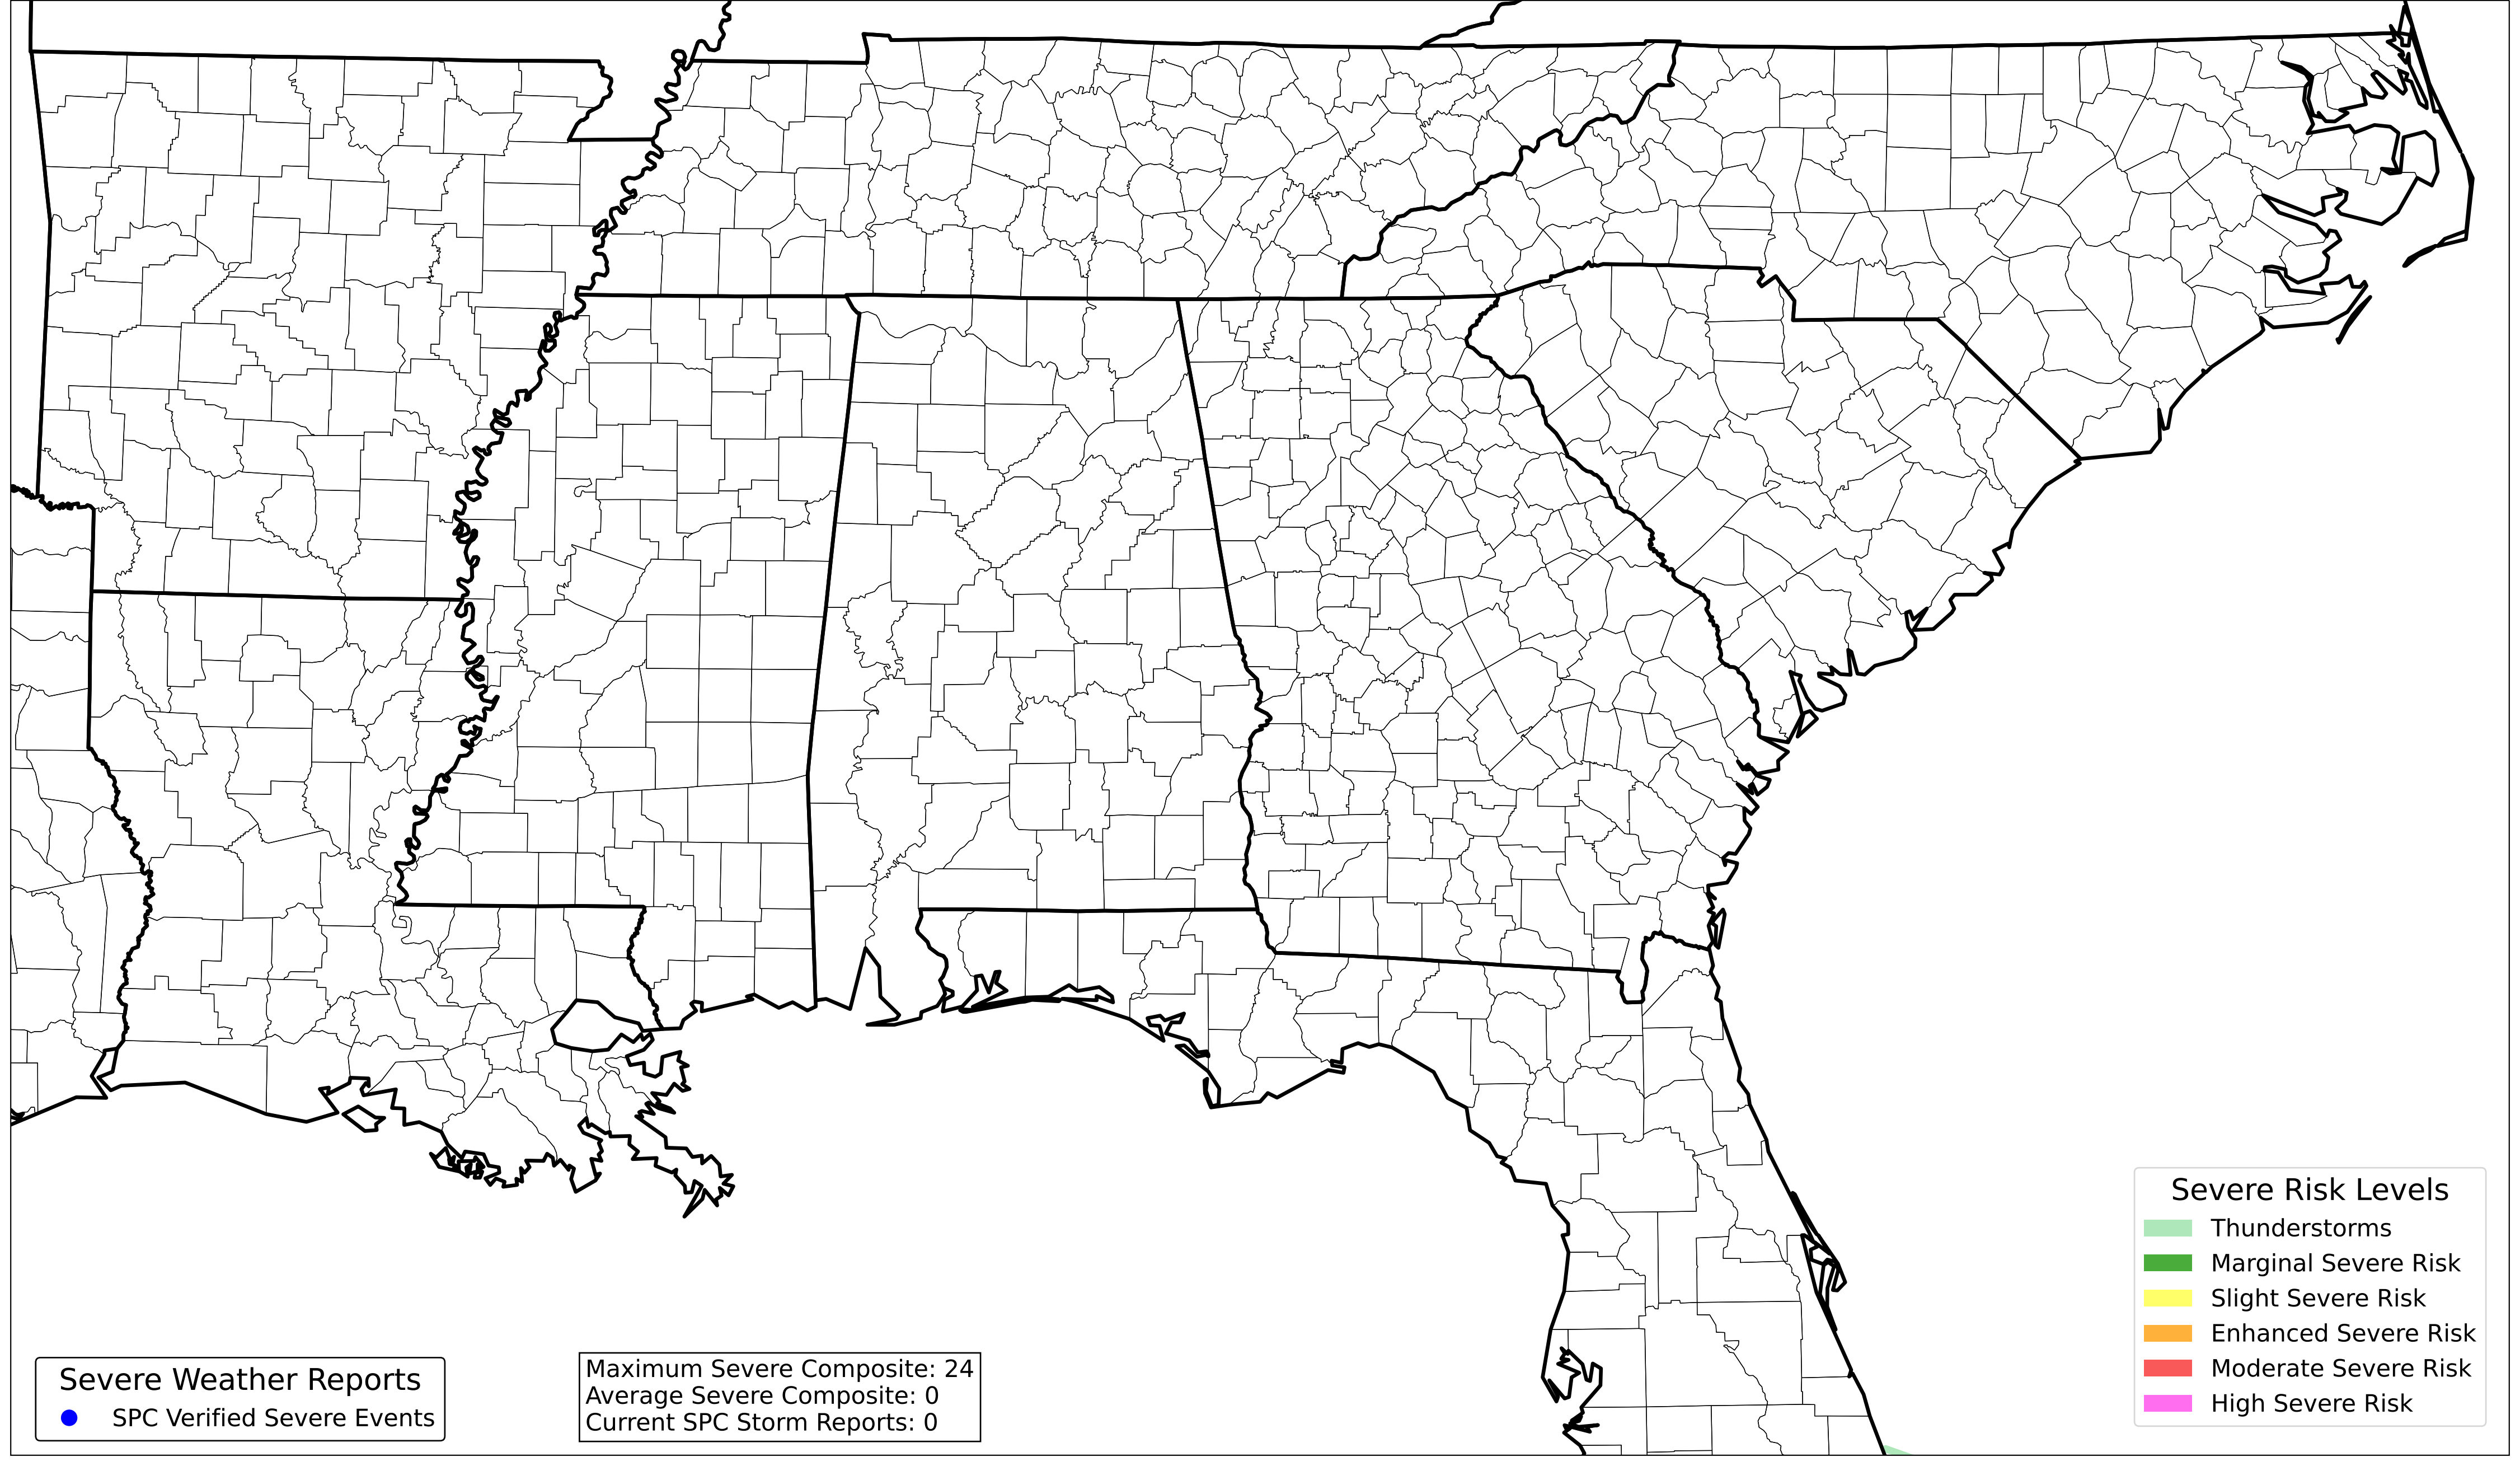 Severe Risk Levels
Thunderstorms
Marginal Severe Risk
Slight Severe Risk
Enhanced Severe Risk
Moderate Severe Risk
High Severe Risk
Severe Weather Reports
SPC Verified Severe Events
Maximum Severe Composite: 24
Average Severe Composite: 0
Current SPC Storm Reports: 0